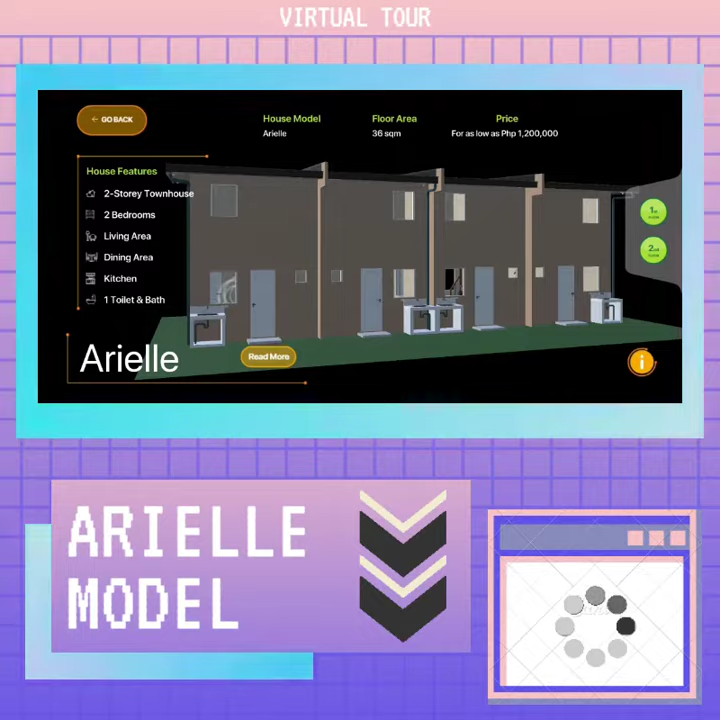 VIRTUAL TOUR
← GO BACK
House Model
Arielle
Floor Area
36 sqm
Price
For as low as Php 1,200,000
House Features
2-Storey Townhouse
2 Bedrooms
Living Area
Dining Area
Kitchen
1 Toilet & Bath
1st
2nd
Arielle
Read More
i
ARIELLE
MODEL